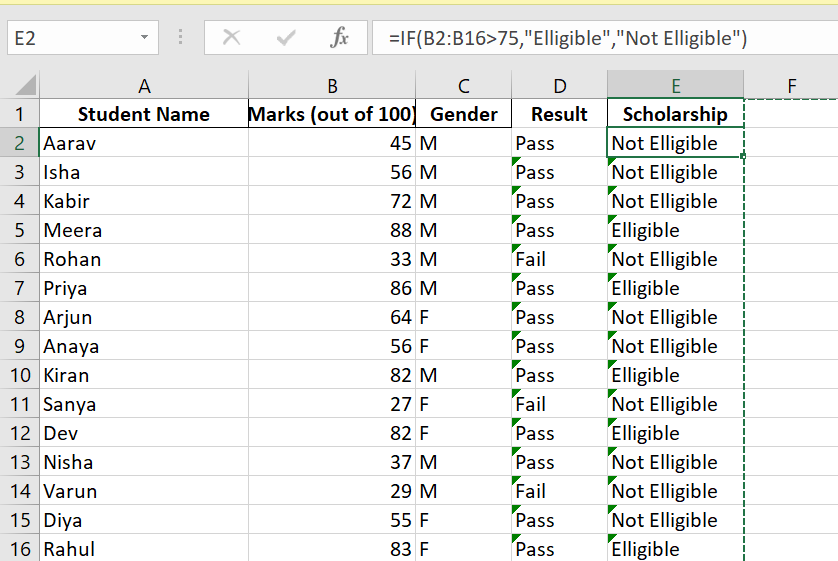 E2 fx =IF(B2:B16>75,"Elligible","Not Elligible")
A B C D E F
1 Student Name Marks (out of 100) Gender Result Scholarship
2 Aarav 45 M Pass Not Elligible
3 Isha 56 M Pass Not Elligible
4 Kabir 72 M Pass Not Elligible
5 Meera 88 M Pass Elligible
6 Rohan 33 M Fail Not Elligible
7 Priya 86 M Pass Elligible
8 Arjun 64 F Pass Not Elligible
9 Anaya 56 F Pass Not Elligible
10 Kiran 82 M Pass Elligible
11 Sanya 27 F Fail Not Elligible
12 Dev 82 F Pass Elligible
13 Nisha 37 M Pass Not Elligible
14 Varun 29 M Fail Not Elligible
15 Diya 55 F Pass Not Elligible
16 Rahul 83 F Pass Elligible